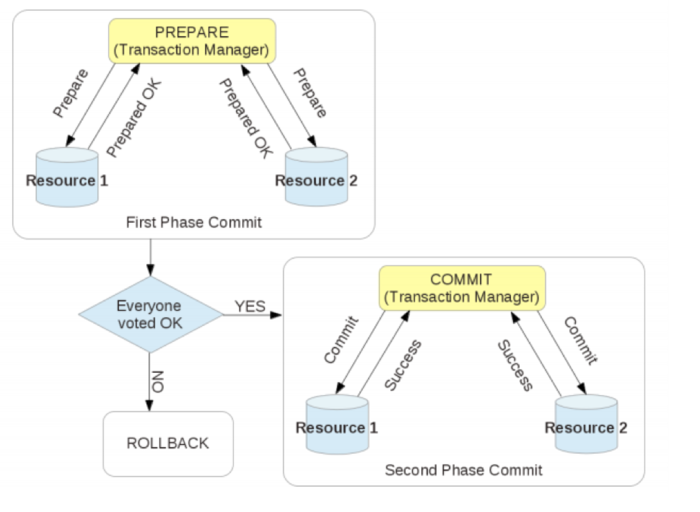 PREPARE
(Transaction Manager)
Prepare
Prepared OK
Prepared OK
Prepare
Resource 1
Resource 2
First Phase Commit
Everyone
voted OK
YES
NO
ROLLBACK
COMMIT
(Transaction Manager)
Commit
Success
Success
Commit
Resource 1
Resource 2
Second Phase Commit